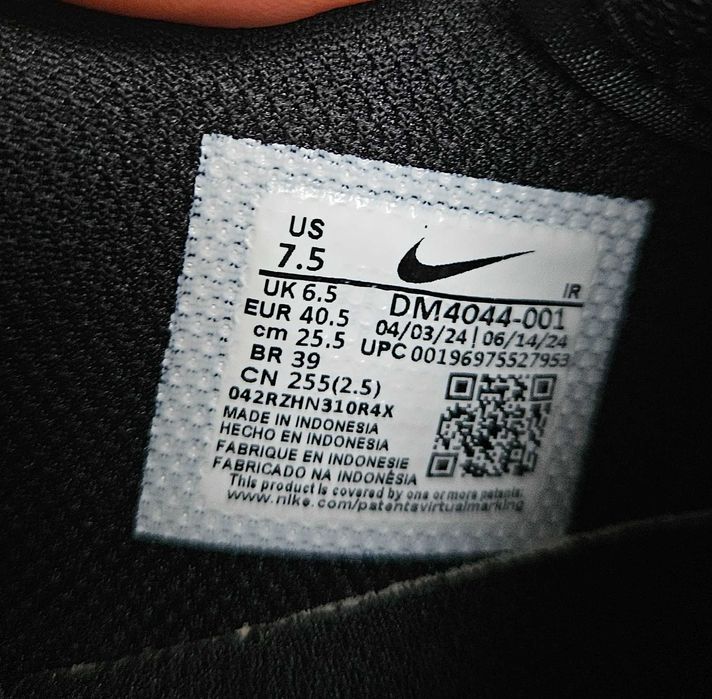 US
7.5
IR
UK 6.5
DM4044-001
EUR 40.5
04/03/24 | 06/14/24
cm 25.5
UPC 00196975527953
BR 39
CN 255(2.5)
042RZHN310R4X
MADE IN INDONESIA
HECHO EN INDONESIA
FABRIQUE EN INDONESIE
FABRICADO NA INDONÉSIA
This product is covered by one or more patents:
www.nike.com/patentsvirtualmarking